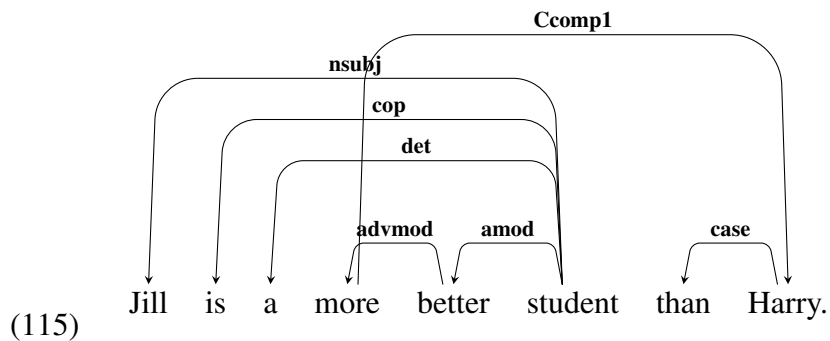 Ccomp1
nsubj
cop
det
advmod amod case
(115) Jill is a more better student than Harry.